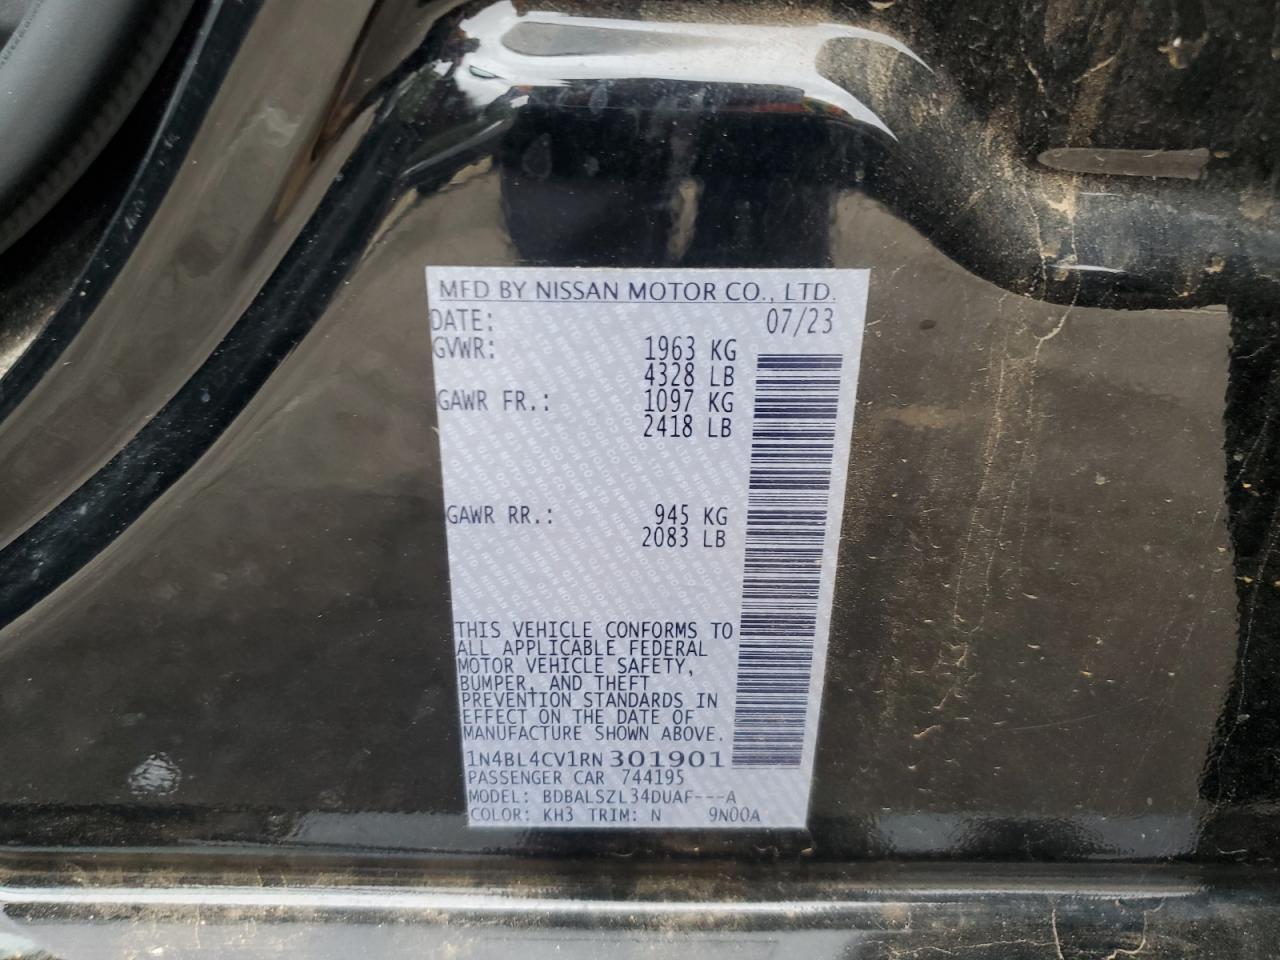 MFD BY NISSAN MOTOR CO., LTD.
DATE: 07/23
GVWR: 1963 KG
4328 LB
GAWR FR.: 1097 KG
2418 LB
GAWR RR.: 945 KG
2083 LB
THIS VEHICLE CONFORMS TO
ALL APPLICABLE FEDERAL
MOTOR VEHICLE SAFETY,
BUMPER, AND THEFT
PREVENTION STANDARDS IN
EFFECT ON THE DATE OF
MANUFACTURE SHOWN ABOVE.
1N4BL4CV1RN301901
PASSENGER CAR 744195
MODEL: BDBALSZL34DUAF---A
COLOR: KH3 TRIM: N 9N00A